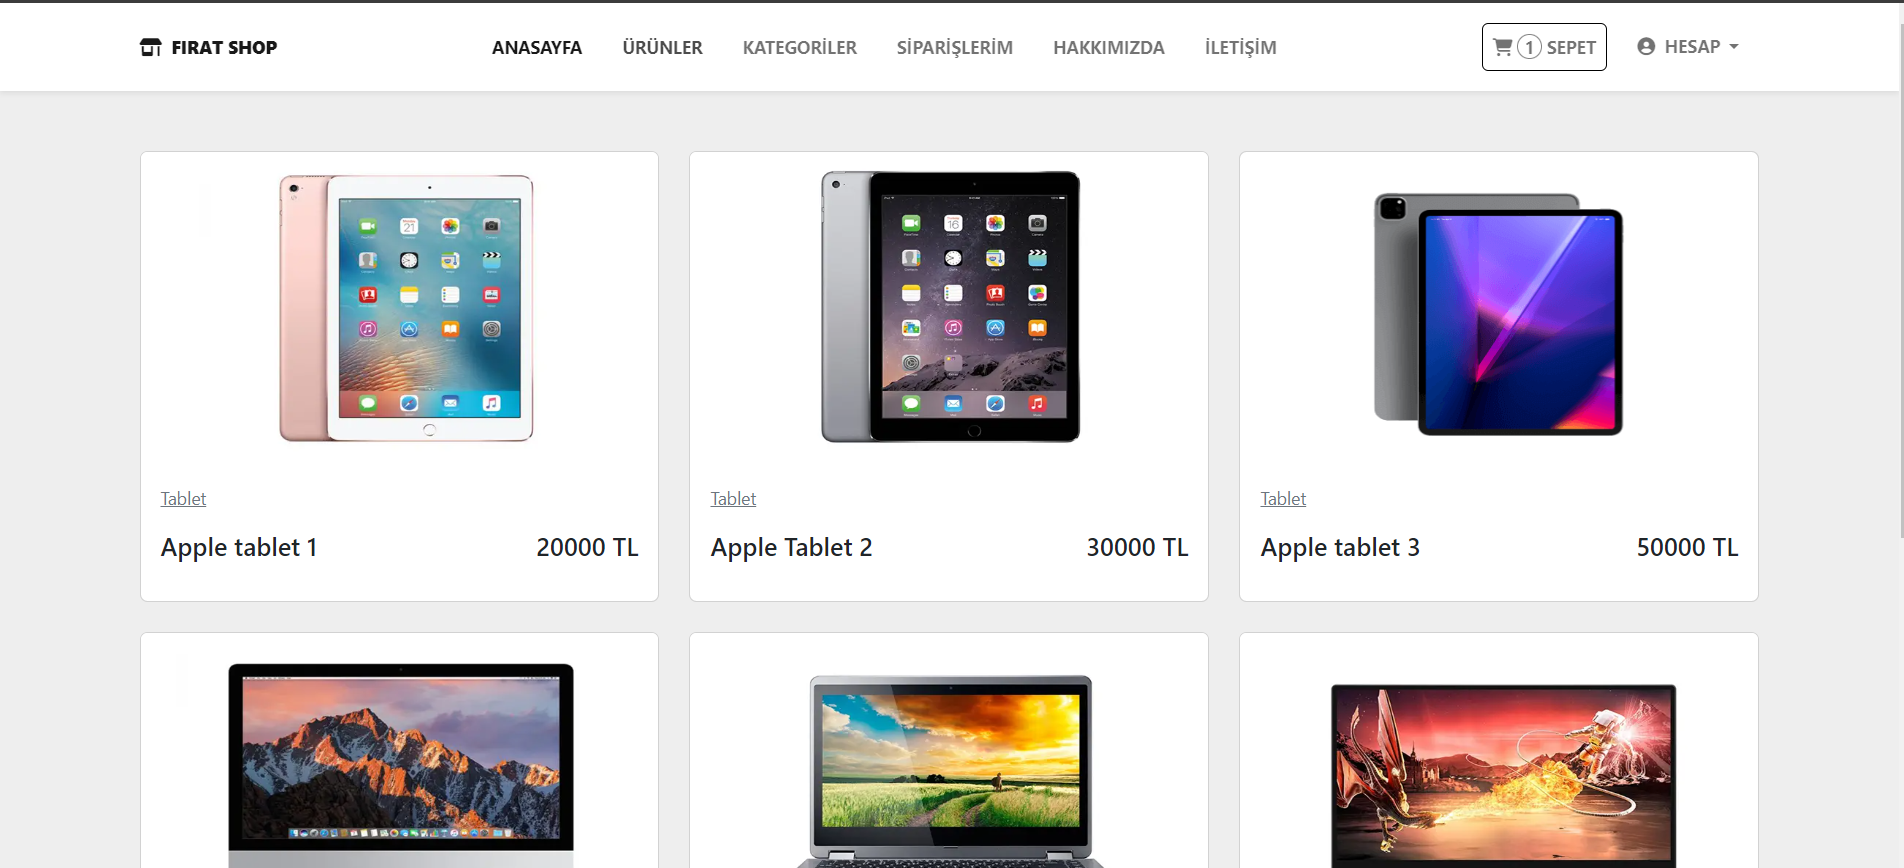 FIRAT SHOP
ANASAYFA ÜRÜNLER KATEGORİLER SİPARİŞLERİM HAKKIMIZDA İLETİŞİM
1 SEPET
HESAP
Tablet
Apple tablet 1 20000 TL
Tablet
Apple Tablet 2 30000 TL
Tablet
Apple tablet 3 50000 TL